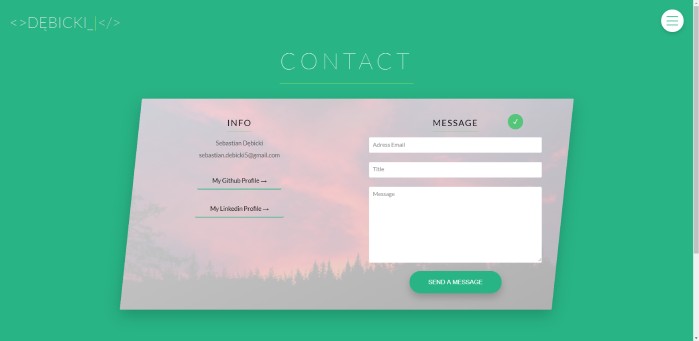 <>DĘBICKI_|</>
CONTACT
INFO
Sebastian Dębicki
sebastian.debicki5@gmail.com
My Github Profile →
My Linkedin Profile →
MESSAGE
✓
Adress Email
Title
Message
SEND A MESSAGE